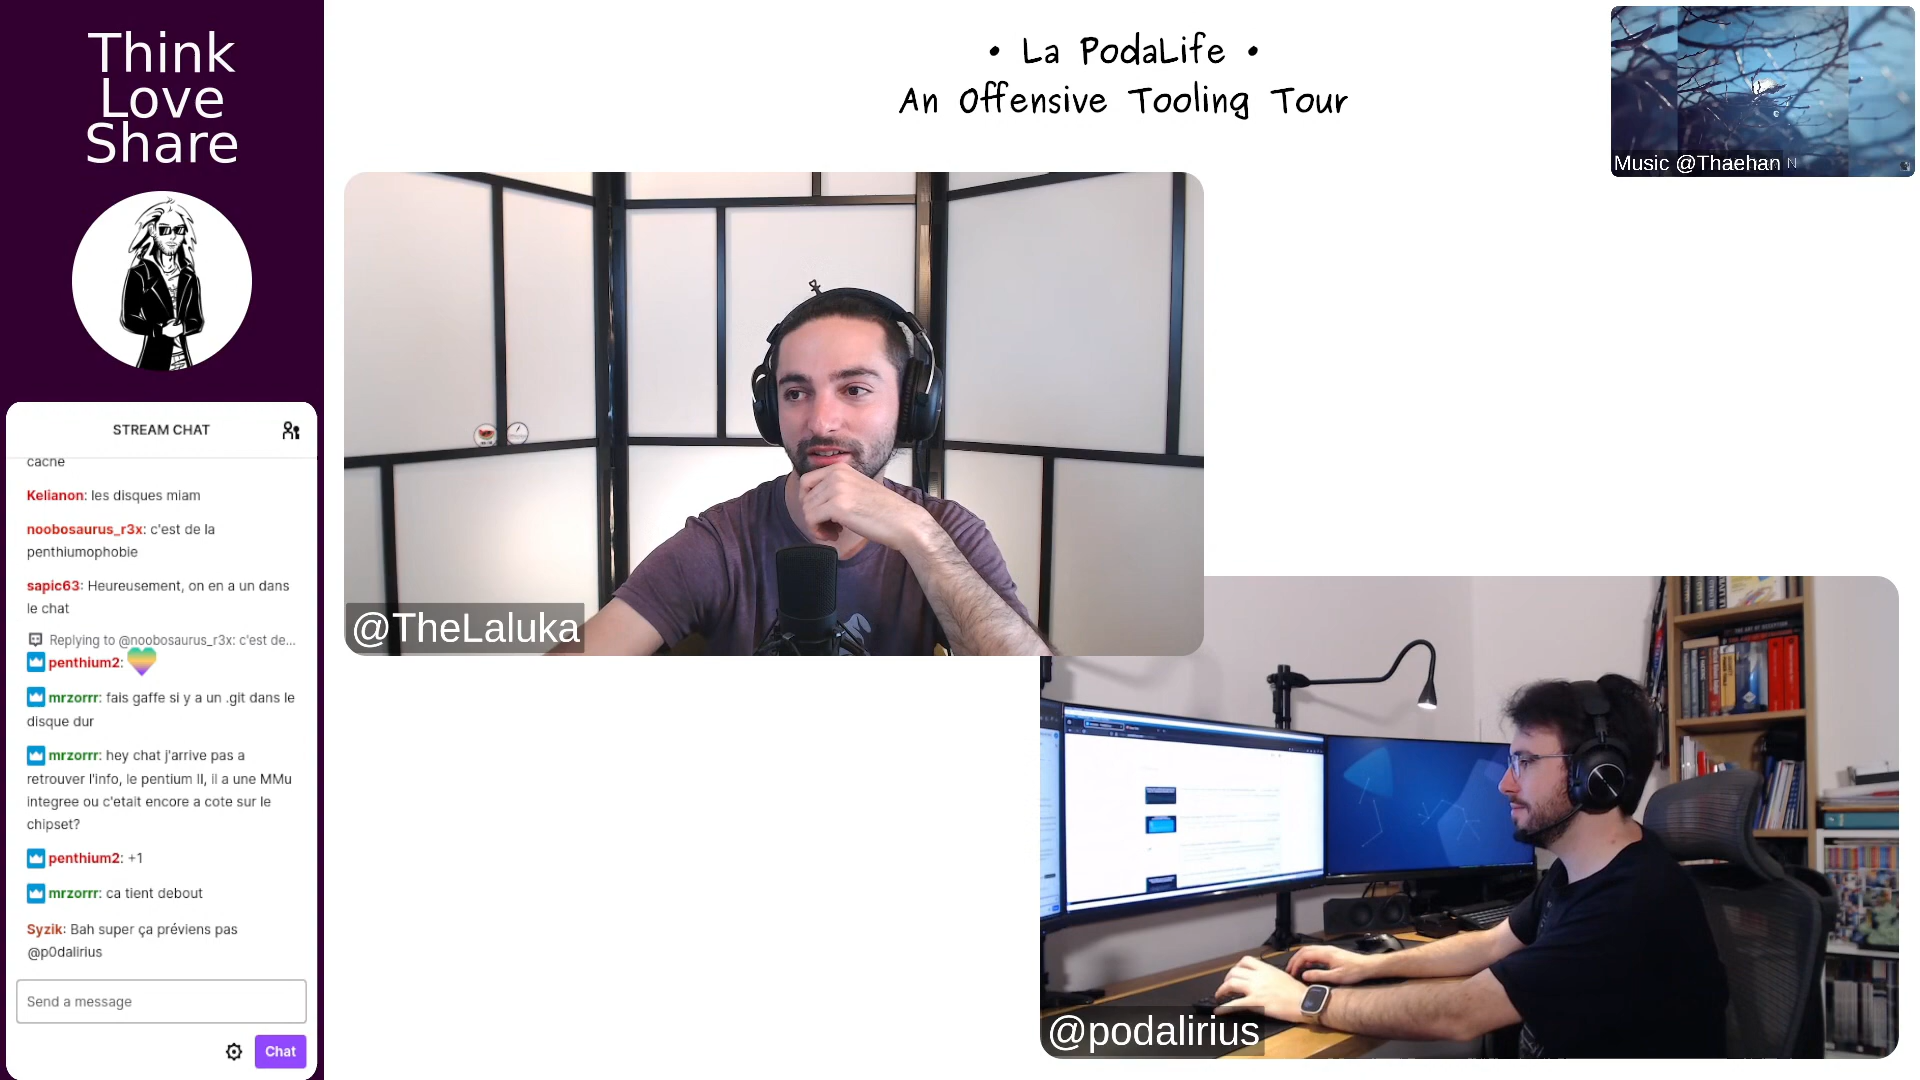 Think
Love
Share
• La PodaLife •
An Offensive Tooling Tour
Music @Thaehan
@TheLaluka
@podalirius
STREAM CHAT
cache
Kelianon: les disques miam
noobosaurus_r3x: c'est de la
penthiumophobie
sapic63: Heureusement, on en a un dans
le chat
Replying to @noobosaurus_r3x: c'est de...
penthium2:
mrzorrr: fais gaffe si y a un .git dans le
disque dur
mrzorrr: hey chat j'arrive pas a
retrouver l'info, le pentium II, il a une MMu
integree ou c'etait encore a cote sur le
chipset?
penthium2: +1
mrzorrr: ca tient debout
Syzik: Bah super ça préviens pas
@p0dalirius
Send a message
Chat